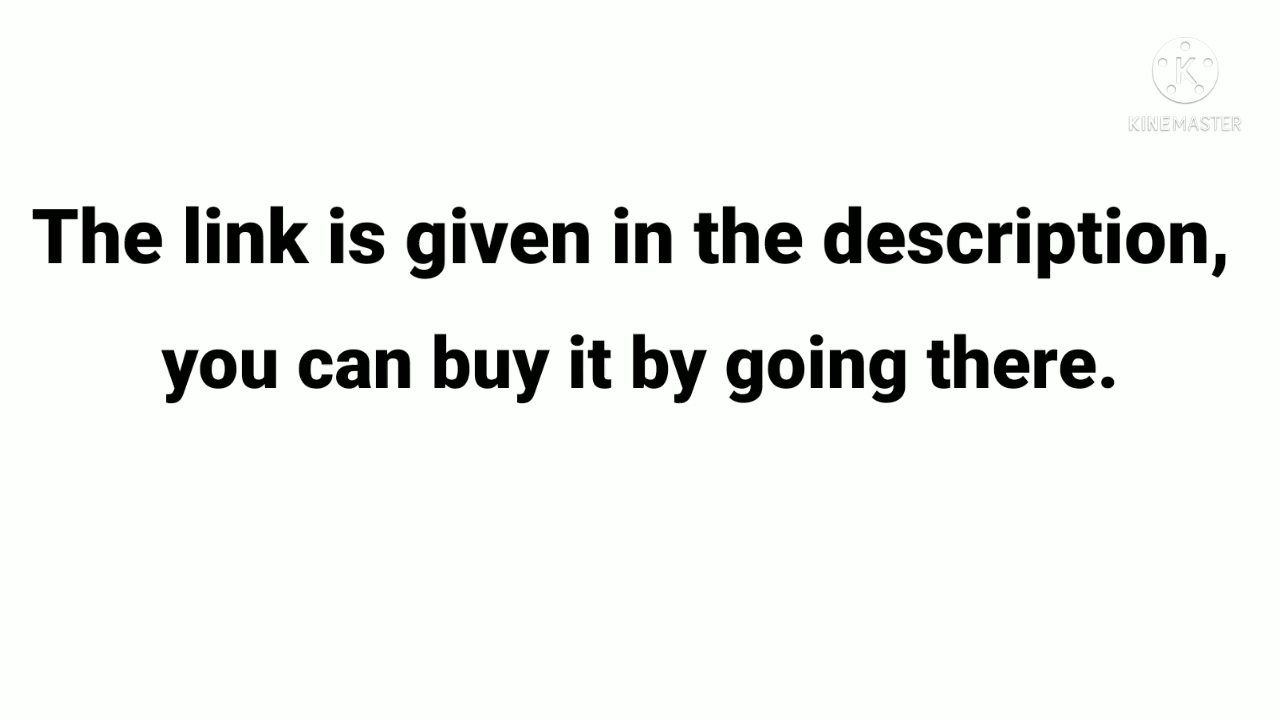 KINEMASTER
The link is given in the description,
you can buy it by going there.